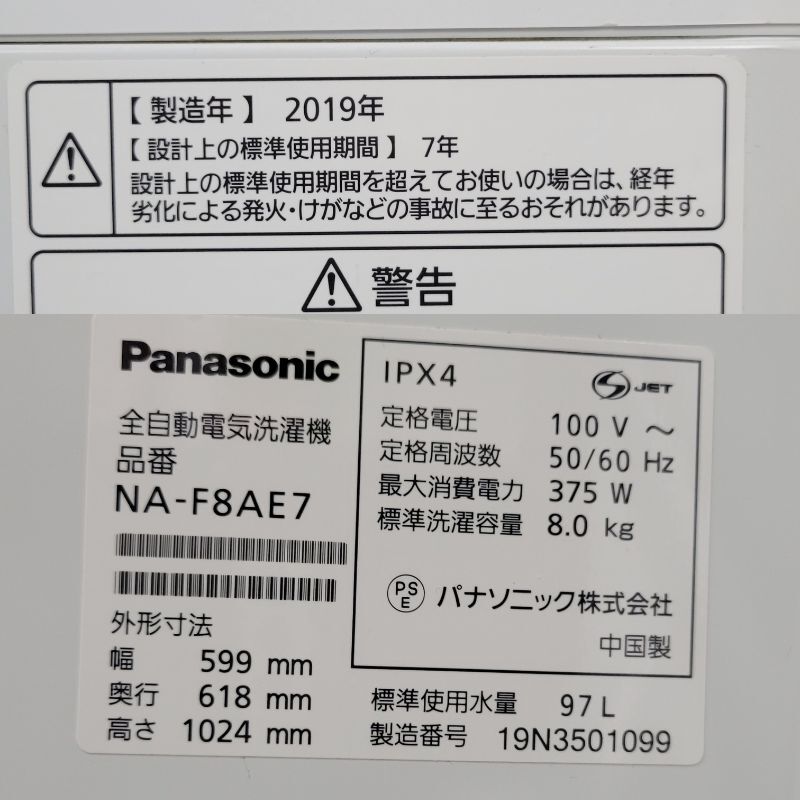 【製造年】 2019年
【設計上の標準使用期間】 7年
設計上の標準使用期間を超えてお使いの場合は、経年
劣化による発火・けがなどの事故に至るおそれがあります。
警告
Panasonic
全自動電気洗濯機
品番
NA-F8AE7
外形寸法
幅 599 mm
奥行 618 mm
高さ 1024 mm
IPX4
S JET
定格電圧 100 V ～
定格周波数 50/60 Hz
最大消費電力 375 W
標準洗濯容量 8.0 kg
PS E パナソニック株式会社
中国製
標準使用水量 97 L
製造番号 19N3501099